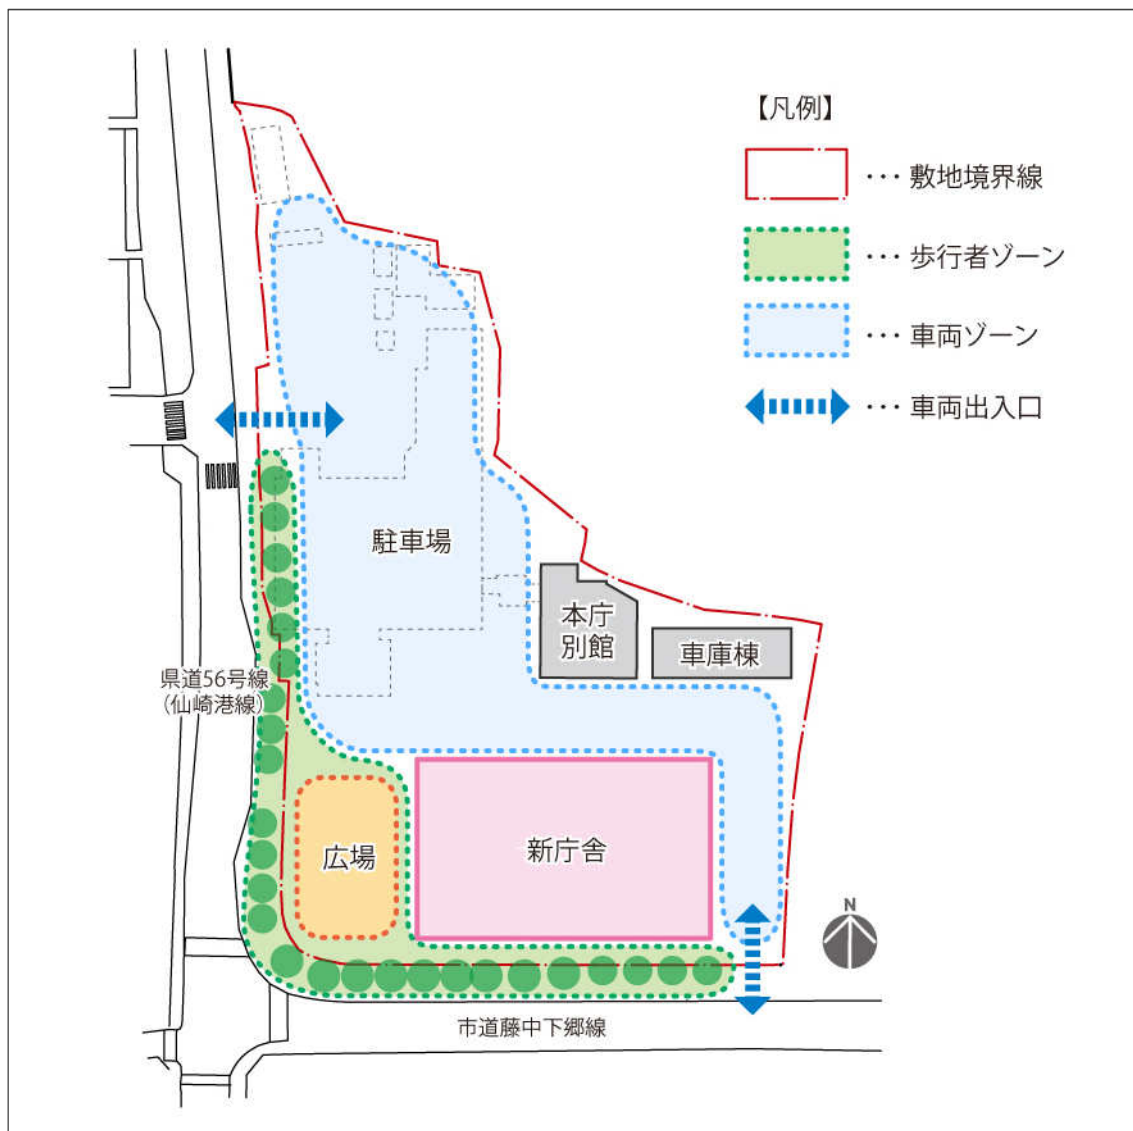 【凡例】
･･･ 敷地境界線
･･･ 歩行者ゾーン
･･･ 車両ゾーン
･･･ 車両出入口
駐車場
本庁
別館
車庫棟
県道56号線
（仙崎港線）
広場
新庁舎
N
市道藤中下郷線